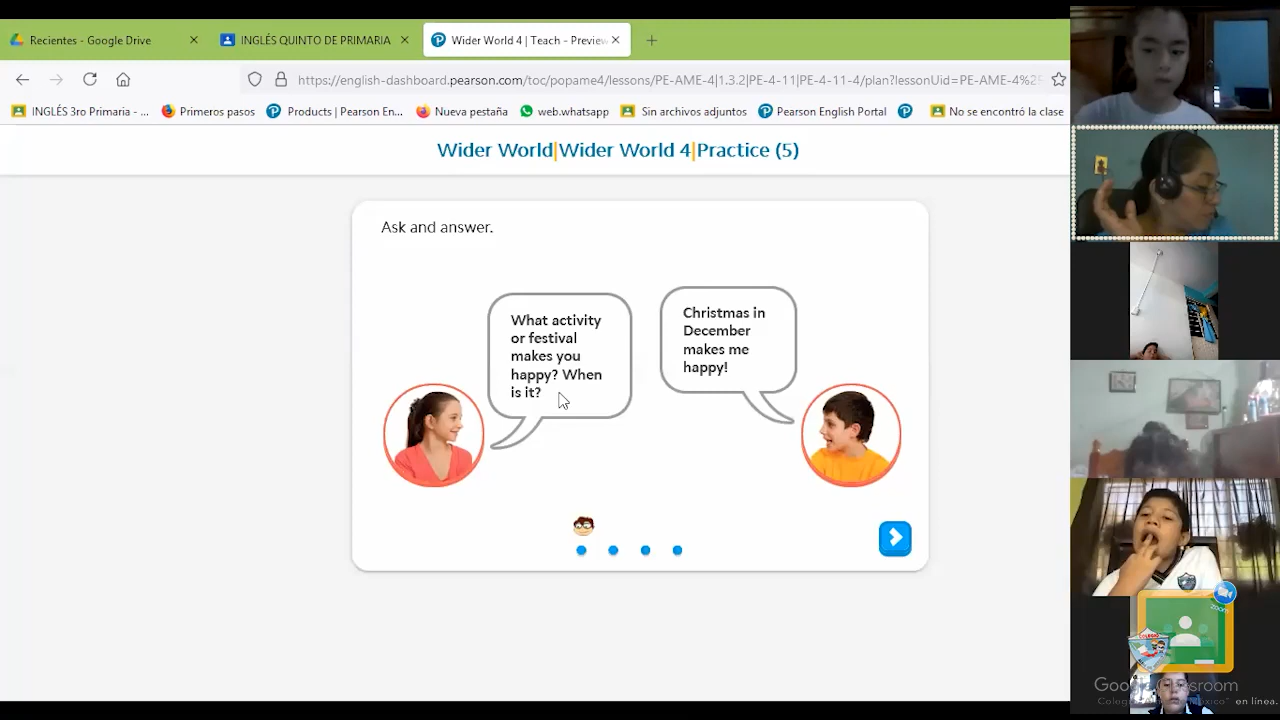 Recientes - Google Drive
INGLÉS QUINTO DE PRIMARIA
Wider World 4 | Teach - Preview
https://english-dashboard.pearson.com/toc/popame4/lessons/PE-AME-4|1.3.2|PE-4-11|PE-4-11-4/plan?lessonUid=PE-AME-4%25
INGLÉS 3ro Primaria - ...
Primeros pasos
Products | Pearson En...
Nueva pestaña
web.whatsapp
Sin archivos adjuntos
Pearson English Portal
No se encontró la clase
Wider World|Wider World 4|Practice (5)
Ask and answer.
What activity
or festival
makes you
happy? When
is it?
Christmas in
December
makes me
happy!
zoom
COLEGIO
Google Classroom
en línea.